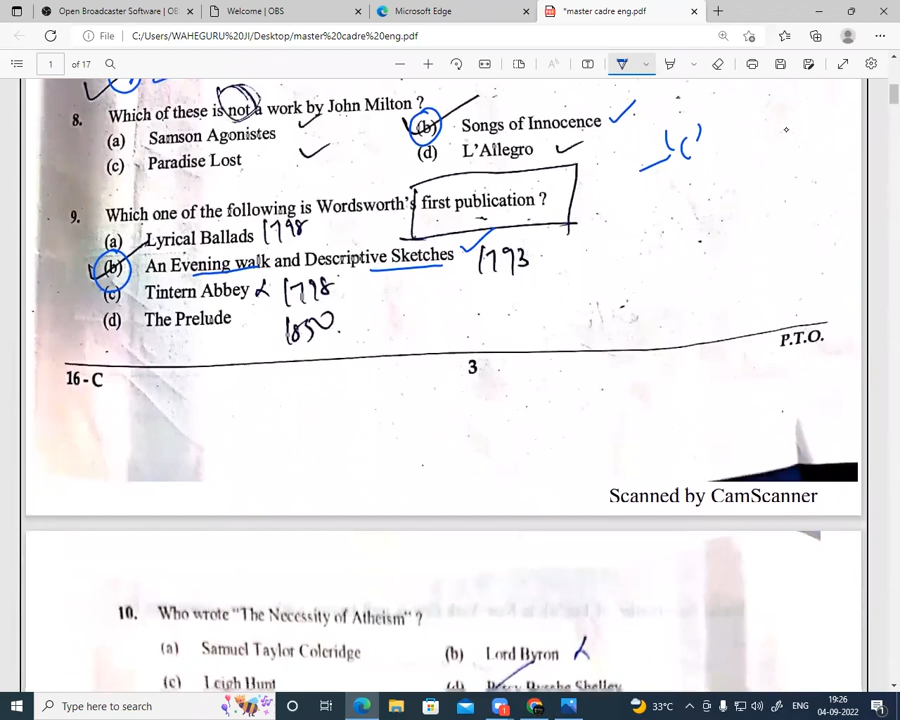 Open Broadcaster Software | OB
Welcome | OBS
Microsoft Edge
*master cadre eng.pdf
File
C:/Users/WAHEGURU%20JI/Desktop/master%20cadre%20eng.pdf
1 of 17
8. Which of these is not a work by John Milton ?
(a) Samson Agonistes
(b) Songs of Innocence
(c) Paradise Lost
(d) L'Allegro
'C'
9. Which one of the following is Wordsworth's first publication ?
(a) Lyrical Ballads 1798
(b) An Evening walk and Descriptive Sketches 1793
(c) Tintern Abbey 1798
(d) The Prelude 1850.
P.T.O.
16 - C
3
Scanned by CamScanner
10. Who wrote "The Necessity of Atheism" ?
(a) Samuel Taylor Coleridge
(b) Lord Byron
(c) Leigh Hunt
(d) Percy Bysshe Shelley
Type here to search
33°C
ENG
19:26
04-09-2022